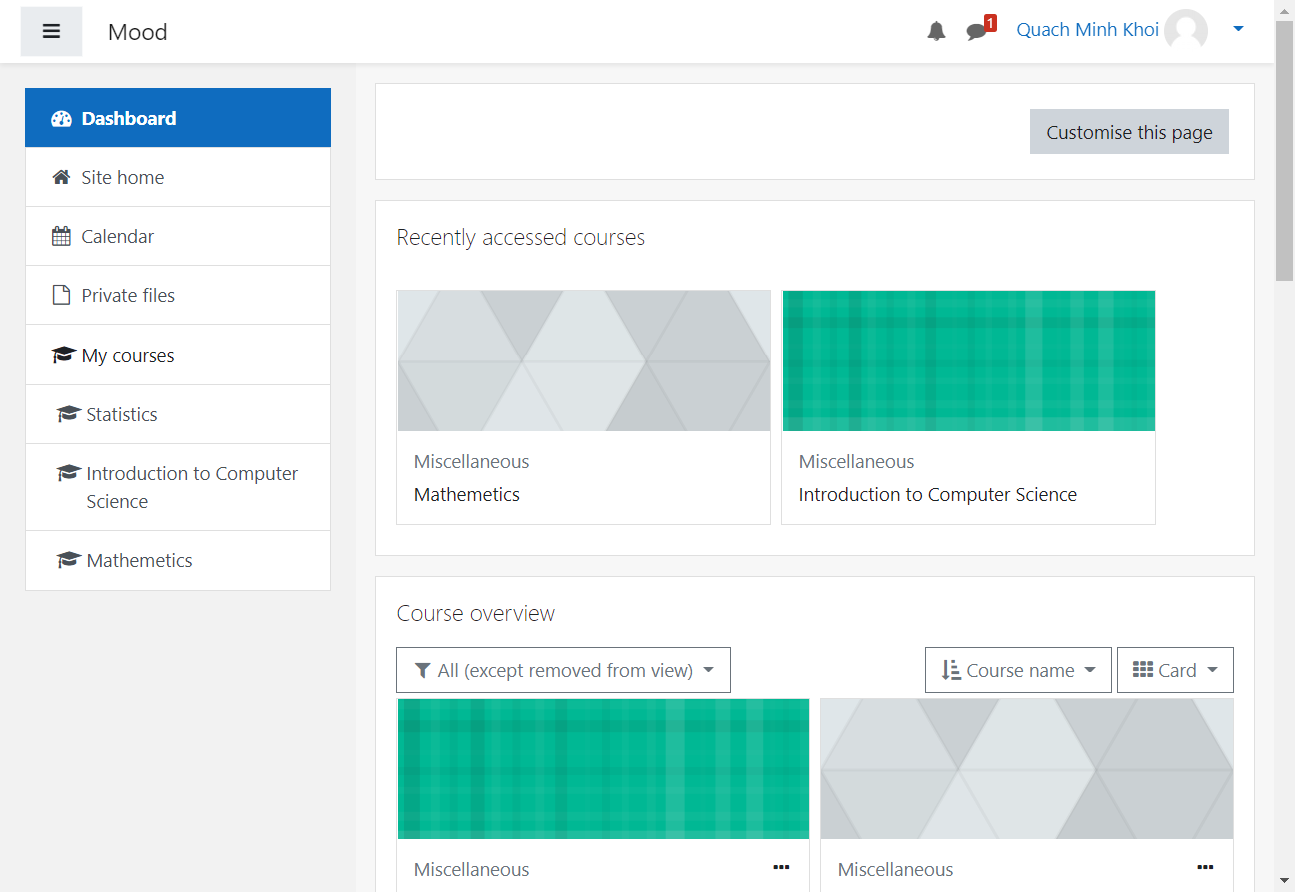 Mood
1
Quach Minh Khoi
Dashboard
Site home
Calendar
Private files
My courses
Statistics
Introduction to Computer
Science
Mathemetics
Customise this page
Recently accessed courses
Miscellaneous
Mathemetics
Miscellaneous
Introduction to Computer Science
Course overview
All (except removed from view)
Course name
Card
Miscellaneous
Miscellaneous